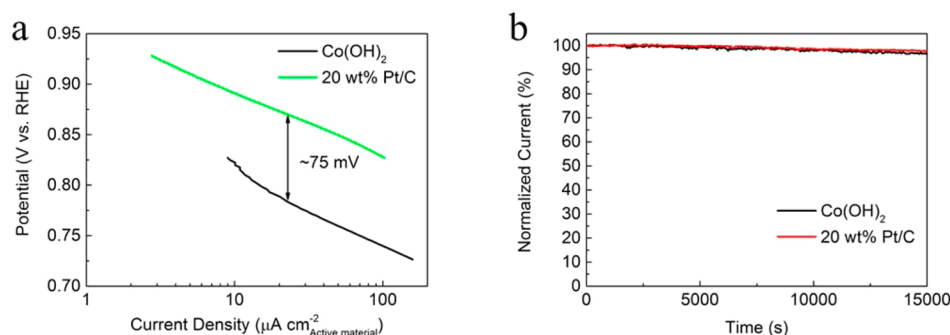 a
0.95
0.90
0.85
0.80
0.75
0.70
Potential (V vs. RHE)
Co(OH)₂
20 wt% Pt/C
~75 mV
1 10 100
Current Density (μA cm⁻²Active material)
b
100
90
80
70
60
50
40
30
20
10
0
Normalized Current (%)
Co(OH)₂
20 wt% Pt/C
0 5000 10000 15000
Time (s)